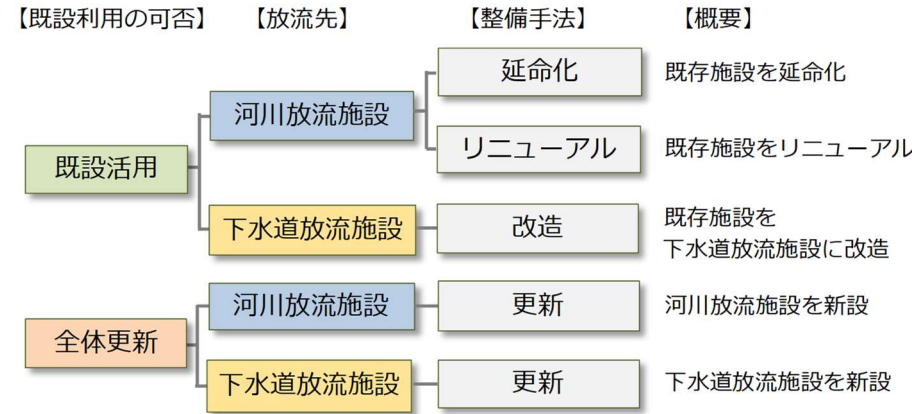 【既設利用の可否】 【放流先】 【整備手法】 【概要】
既設活用
河川放流施設
延命化
既存施設を延命化
リニューアル
既存施設をリニューアル
下水道放流施設
改造
既存施設を
下水道放流施設に改造
全体更新
河川放流施設
更新
河川放流施設を新設
下水道放流施設
更新
下水道放流施設を新設